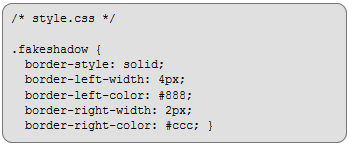 /* style.css */

.fakeshadow {
  border-style: solid;
  border-left-width: 4px;
  border-left-color: #888;
  border-right-width: 2px;
  border-right-color: #ccc; }